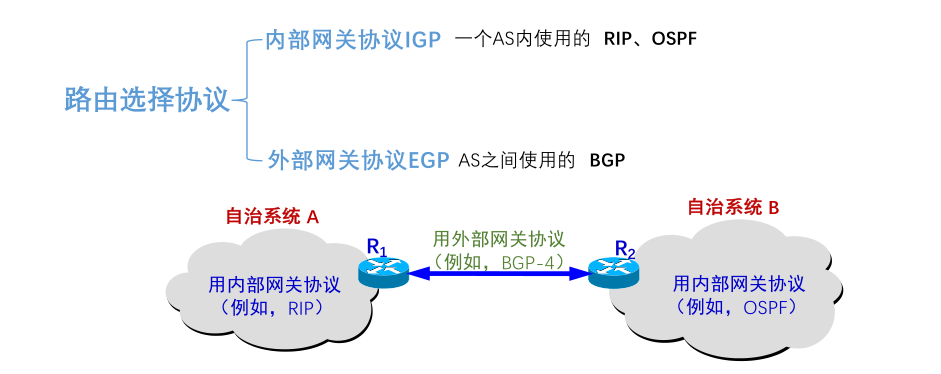 内部网关协议IGP 一个AS内使用的 RIP、OSPF
路由选择协议
外部网关协议EGP AS之间使用的 BGP
自治系统 A
自治系统 B
R1
用外部网关协议
（例如，BGP-4）
R2
用内部网关协议
（例如，RIP）
用内部网关协议
（例如，OSPF）